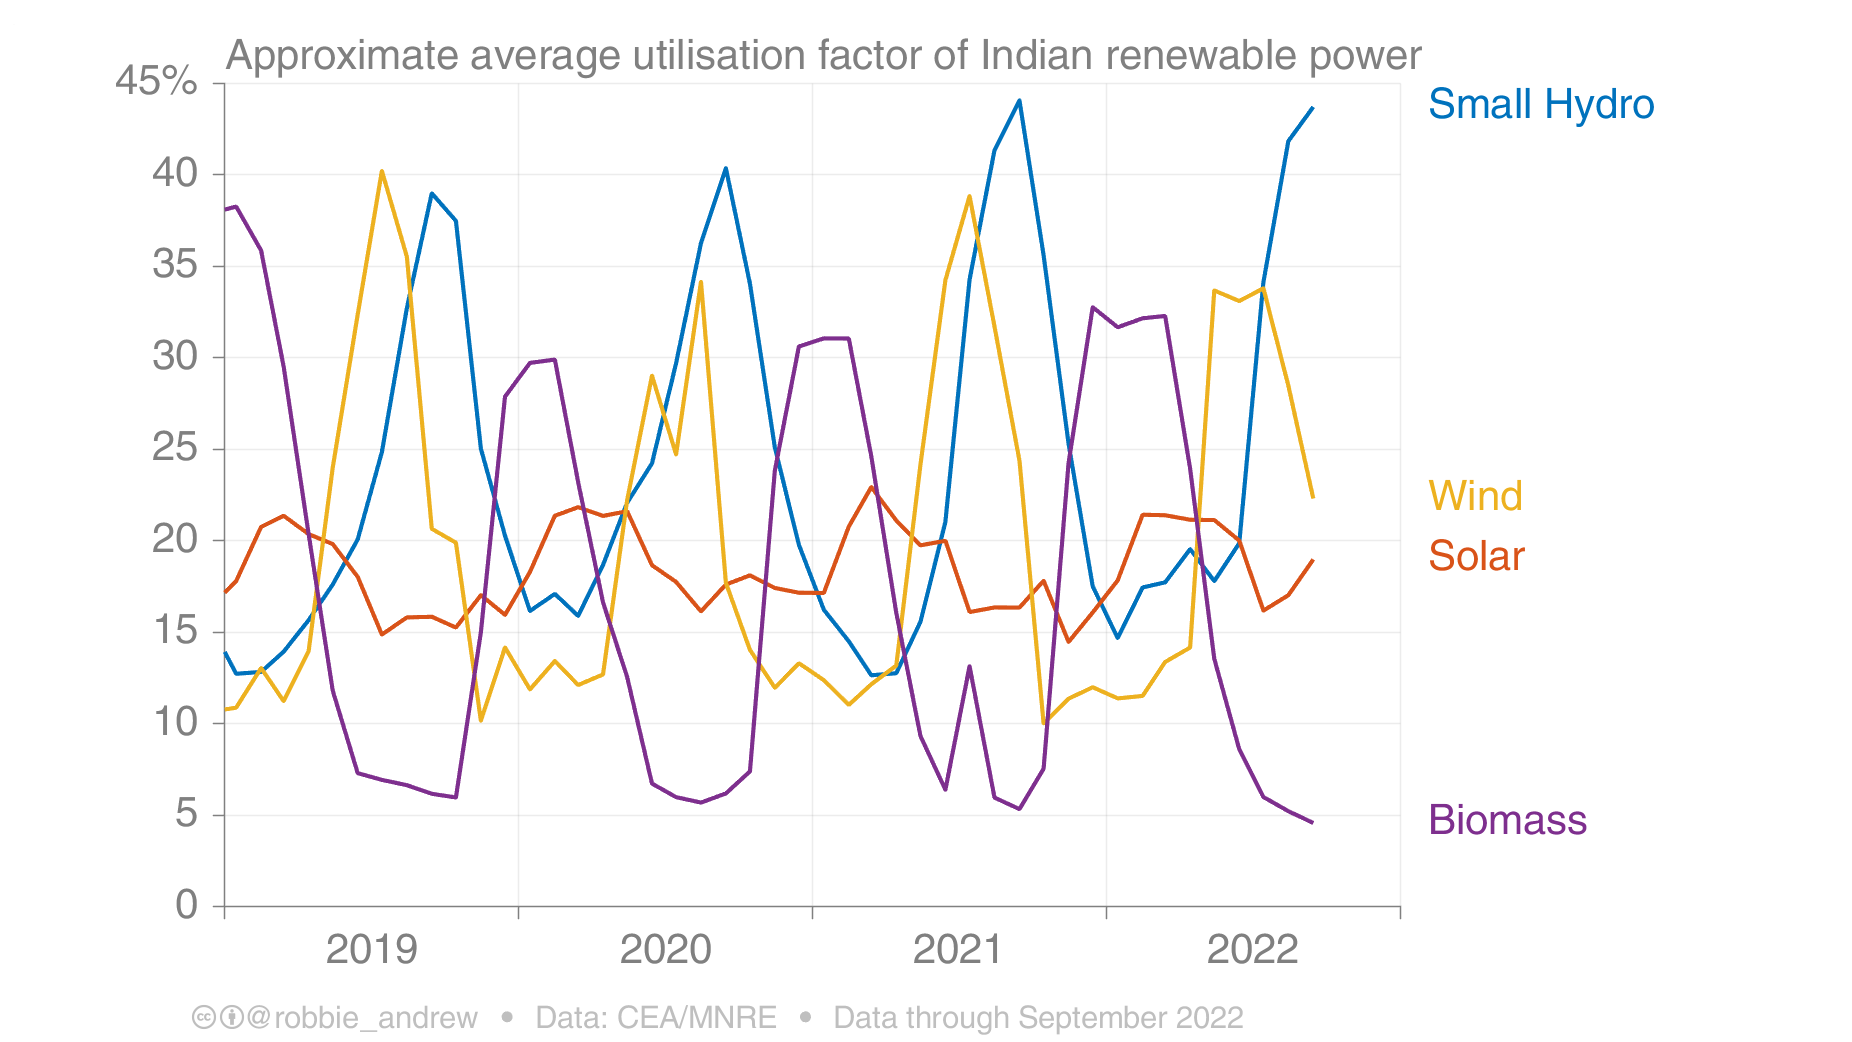 Approximate average utilisation factor of Indian renewable power
45%
40
35
30
25
20
15
10
5
0
Small Hydro
Wind
Solar
Biomass
2019 2020 2021 2022
cc @robbie_andrew • Data: CEA/MNRE • Data through September 2022